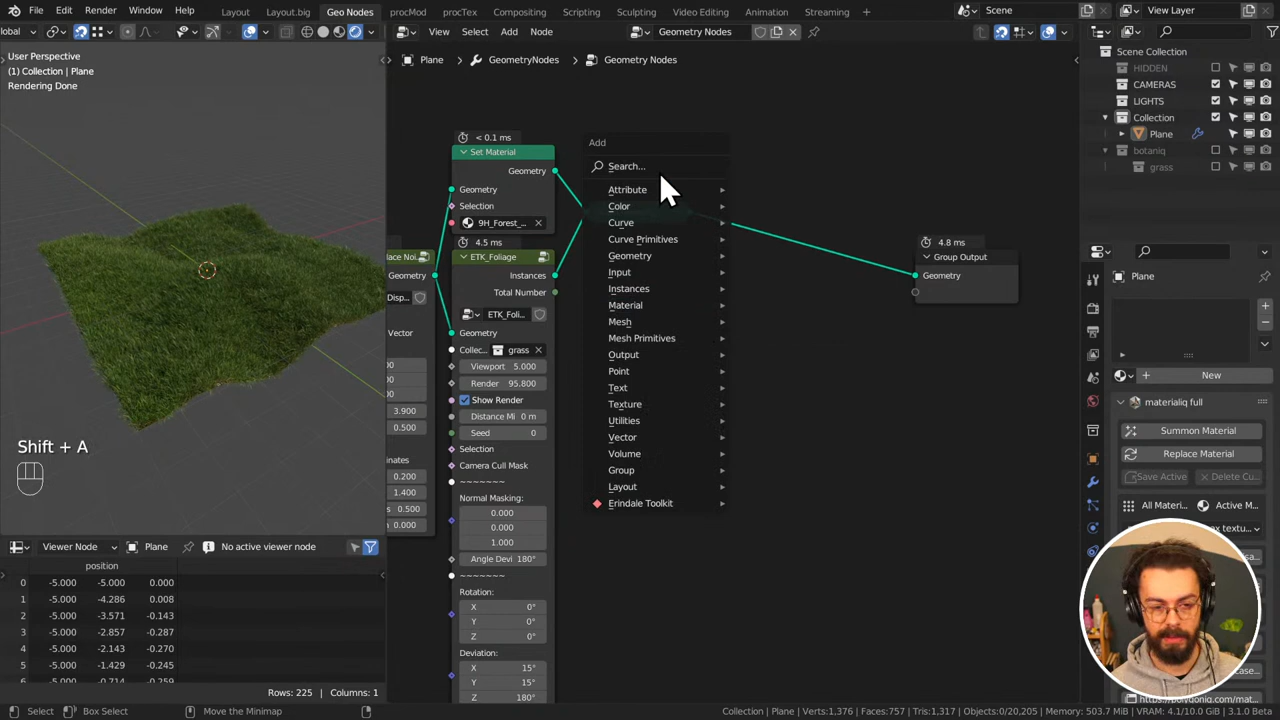 File Edit Render Window Help Layout Layout.big Geo Nodes procMod procTex Compositing Scripting Sculpting Video Editing Animation Streaming + Scene View Layer
lobal View Select Add Node Geometry Nodes
User Perspective
(1) Collection | Plane
Rendering Done
Plane > GeometryNodes > Geometry Nodes
Scene Collection
HIDDEN
CAMERAS
LIGHTS
Collection
Plane
botaniq
grass
< 0.1 ms
Set Material
Geometry
Geometry
Selection
9H_Forest_...
4.5 ms
ETK_Foliage
Instances
Total Number
ETK_Foli...
Geometry
Collec... grass
Viewport 5.000
Render 95.800
Show Render
Distance Mi 0 m
Seed 0
Selection
Camera Cull Mask
~~~~~~~
Normal Masking:
0.000
0.000
1.000
Angle Devi 180°
~~~~~~~
Rotation:
X 0°
Y 0°
Z 0°
Deviation:
X 15°
Y 15°
Z 180°
lace Noi...
Geometry
Disp...
Vector
3.900
0.500
inates
0.200
1.400
s 0.500
0.000
Add
Search...
Attribute
Color
Curve
Curve Primitives
Geometry
Input
Instances
Material
Mesh
Mesh Primitives
Output
Point
Text
Texture
Utilities
Vector
Volume
Group
Layout
Erindale Toolkit
4.8 ms
Group Output
Geometry
Plane
+ New
materialiq full
Summon Material
Replace Material
Save Active Delete Cu...
All Materi... Active M...
Shift + A
Viewer Node Plane No active viewer node
position
0 -5.000 -5.000 0.000
1 -4.286 -5.000 0.008
2 -3.571 -5.000 -0.143
3 -2.857 -5.000 -0.287
4 -2.143 -5.000 -0.270
5 -1.429 -5.000 -0.245
6 -0.714 -5.000 -0.259
Rows: 225 | Columns: 1
Select Box Select Move the Minimap Collection | Plane | Verts:1,376 | Faces:757 | Tris:1,317 | Objects:0/20,205 | Memory: 503.7 MiB | VRAM: 4.1/10.0 GiB | 3.1.0 Beta